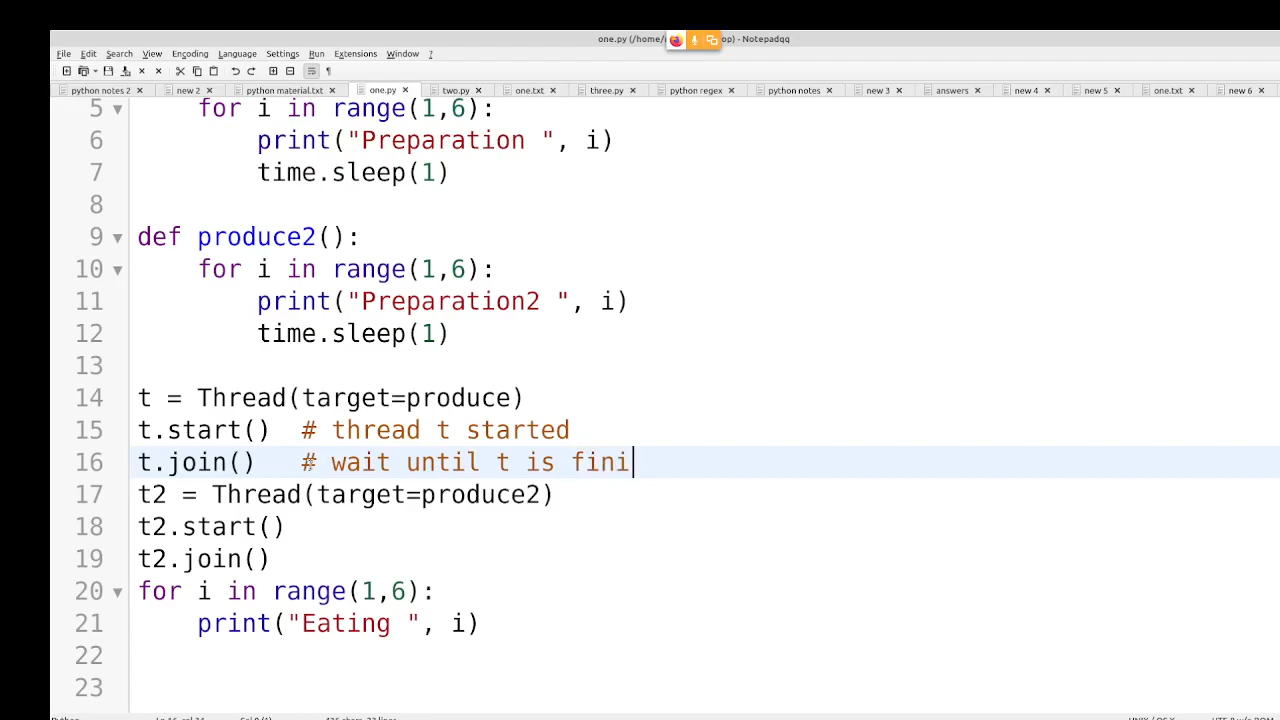 one.py (/home/ op) - Notepadqq
File Edit Search View Encoding Language Settings Run Extensions Window ?
python notes 2 new 2 python material.txt one.py two.py one.txt three.py python regex python notes new 3 answers new 4 one.txt new 5 new 6
5 for i in range(1,6):
6 print("Preparation ", i)
7 time.sleep(1)
8
9 def produce2():
10 for i in range(1,6):
11 print("Preparation2 ", i)
12 time.sleep(1)
13
14 t = Thread(target=produce)
15 t.start() # thread t started
16 t.join() # wait until t is fini
17 t2 = Thread(target=produce2)
18 t2.start()
19 t2.join()
20 for i in range(1,6):
21 print("Eating ", i)
22
23